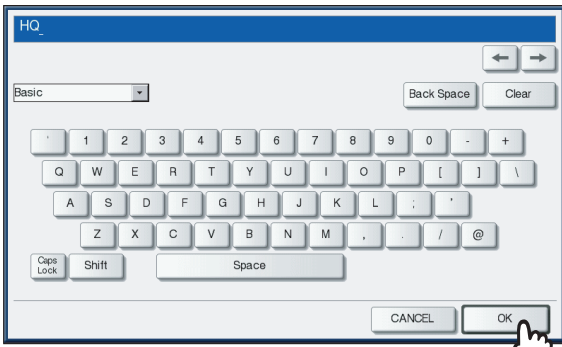 HQ_
← →
Basic Back Space Clear
' 1 2 3 4 5 6 7 8 9 0 - +
Q W E R T Y U I O P [ ] \
A S D F G H J K L ; '
Z X C V B N M , . / @
Caps Lock Shift Space
CANCEL OK